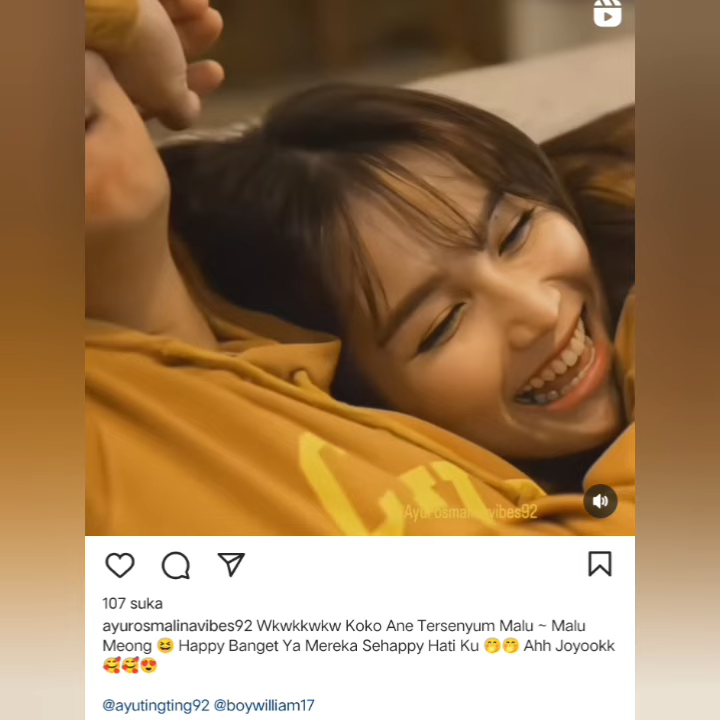 @Ayurosmalinavibes92
107 suka
ayurosmalinavibes92 Wkwkkwkw Koko Ane Tersenyum Malu ~ Malu
Meong 😆 Happy Banget Ya Mereka Sehappy Hati Ku 🤭🤭 Ahh Joyookk
🥰🥰😍
@ayutingting92 @boywilliam17